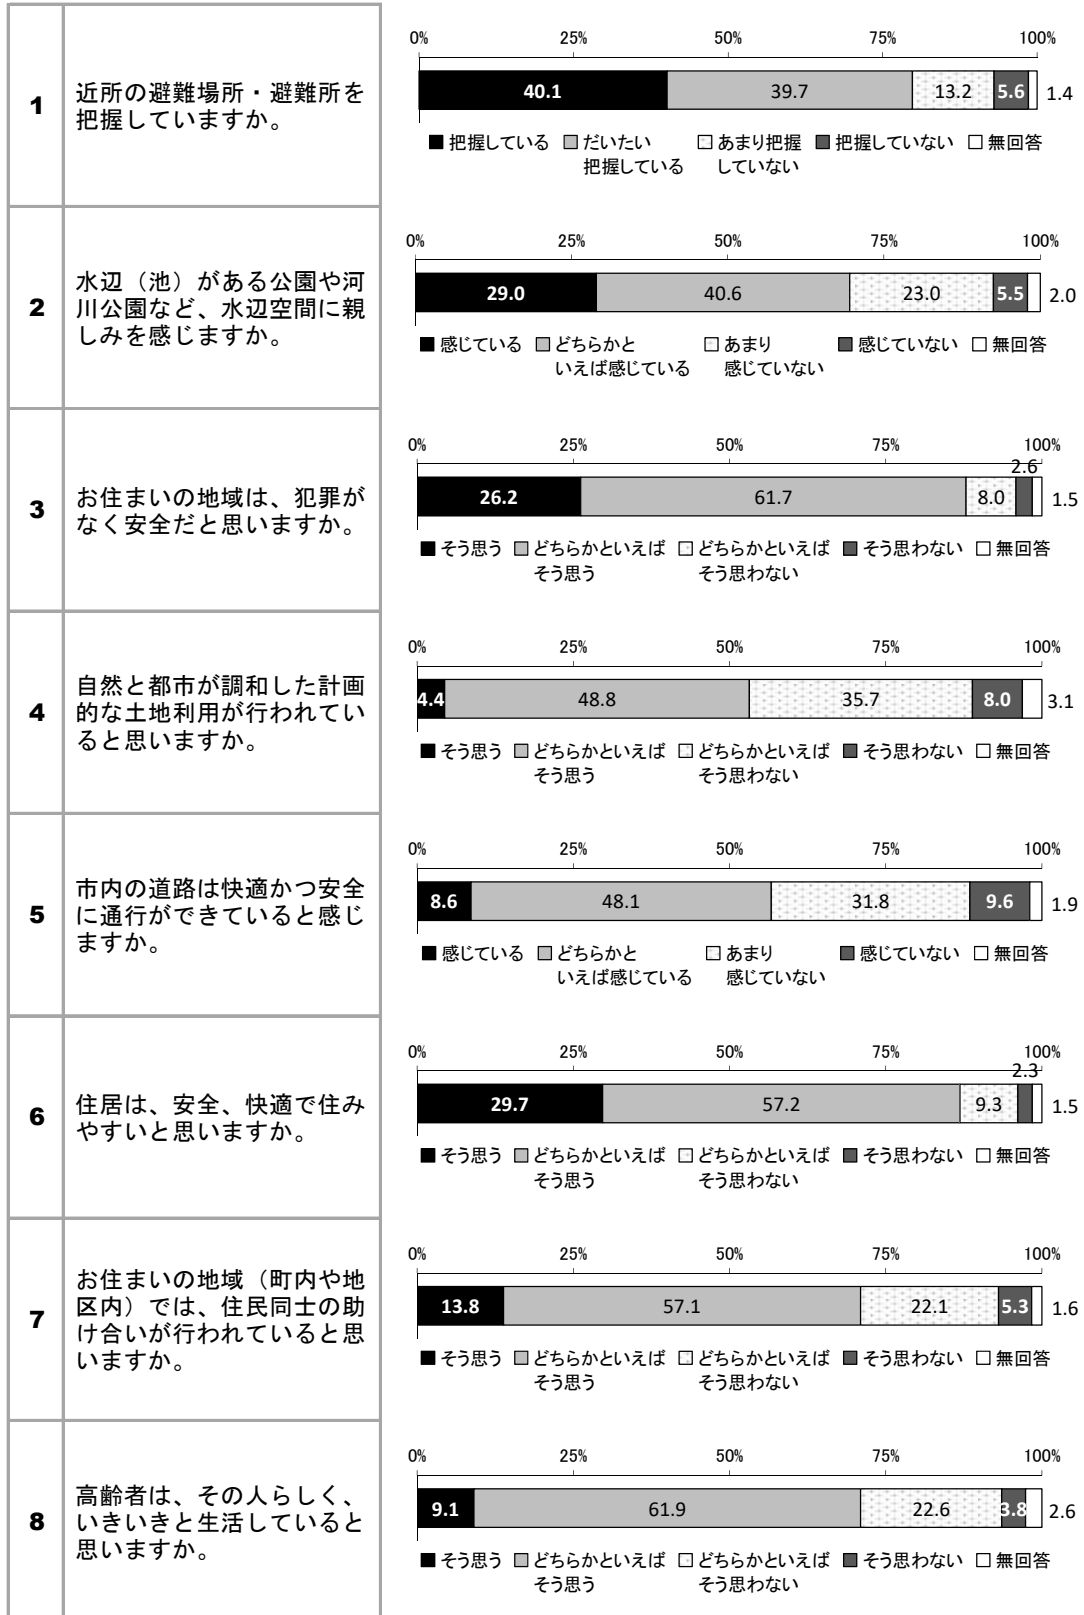 1
近所の避難場所・避難所を
把握していますか。
0% 25% 50% 75% 100%
40.1 39.7 13.2 5.6 1.4
把握している だいたい あまり把握 把握していない 無回答
把握している していない
2
水辺（池）がある公園や河
川公園など、水辺空間に親
しみを感じますか。
0% 25% 50% 75% 100%
29.0 40.6 23.0 5.5 2.0
感じている どちらかと あまり 感じていない 無回答
いえば感じている 感じていない
3
お住まいの地域は、犯罪が
なく安全だと思いますか。
0% 25% 50% 75% 100%
2.6
26.2 61.7 8.0 1.5
そう思う どちらかといえば どちらかといえば そう思わない 無回答
そう思う そう思わない
4
自然と都市が調和した計画
的な土地利用が行われてい
ると思いますか。
0% 25% 50% 75% 100%
4.4 48.8 35.7 8.0 3.1
そう思う どちらかといえば どちらかといえば そう思わない 無回答
そう思う そう思わない
5
市内の道路は快適かつ安全
に通行ができていると感じ
ますか。
0% 25% 50% 75% 100%
8.6 48.1 31.8 9.6 1.9
感じている どちらかと あまり 感じていない 無回答
いえば感じている 感じていない
6
住居は、安全、快適で住み
やすいと思いますか。
0% 25% 50% 75% 100%
2.3
29.7 57.2 9.3 1.5
そう思う どちらかといえば どちらかといえば そう思わない 無回答
そう思う そう思わない
7
お住まいの地域（町内や地
区内）では、住民同士の助
け合いが行われていると思
いますか。
0% 25% 50% 75% 100%
13.8 57.1 22.1 5.3 1.6
そう思う どちらかといえば どちらかといえば そう思わない 無回答
そう思う そう思わない
8
高齢者は、その人らしく、
いきいきと生活していると
思いますか。
0% 25% 50% 75% 100%
9.1 61.9 22.6 3.8 2.6
そう思う どちらかといえば どちらかといえば そう思わない 無回答
そう思う そう思わない